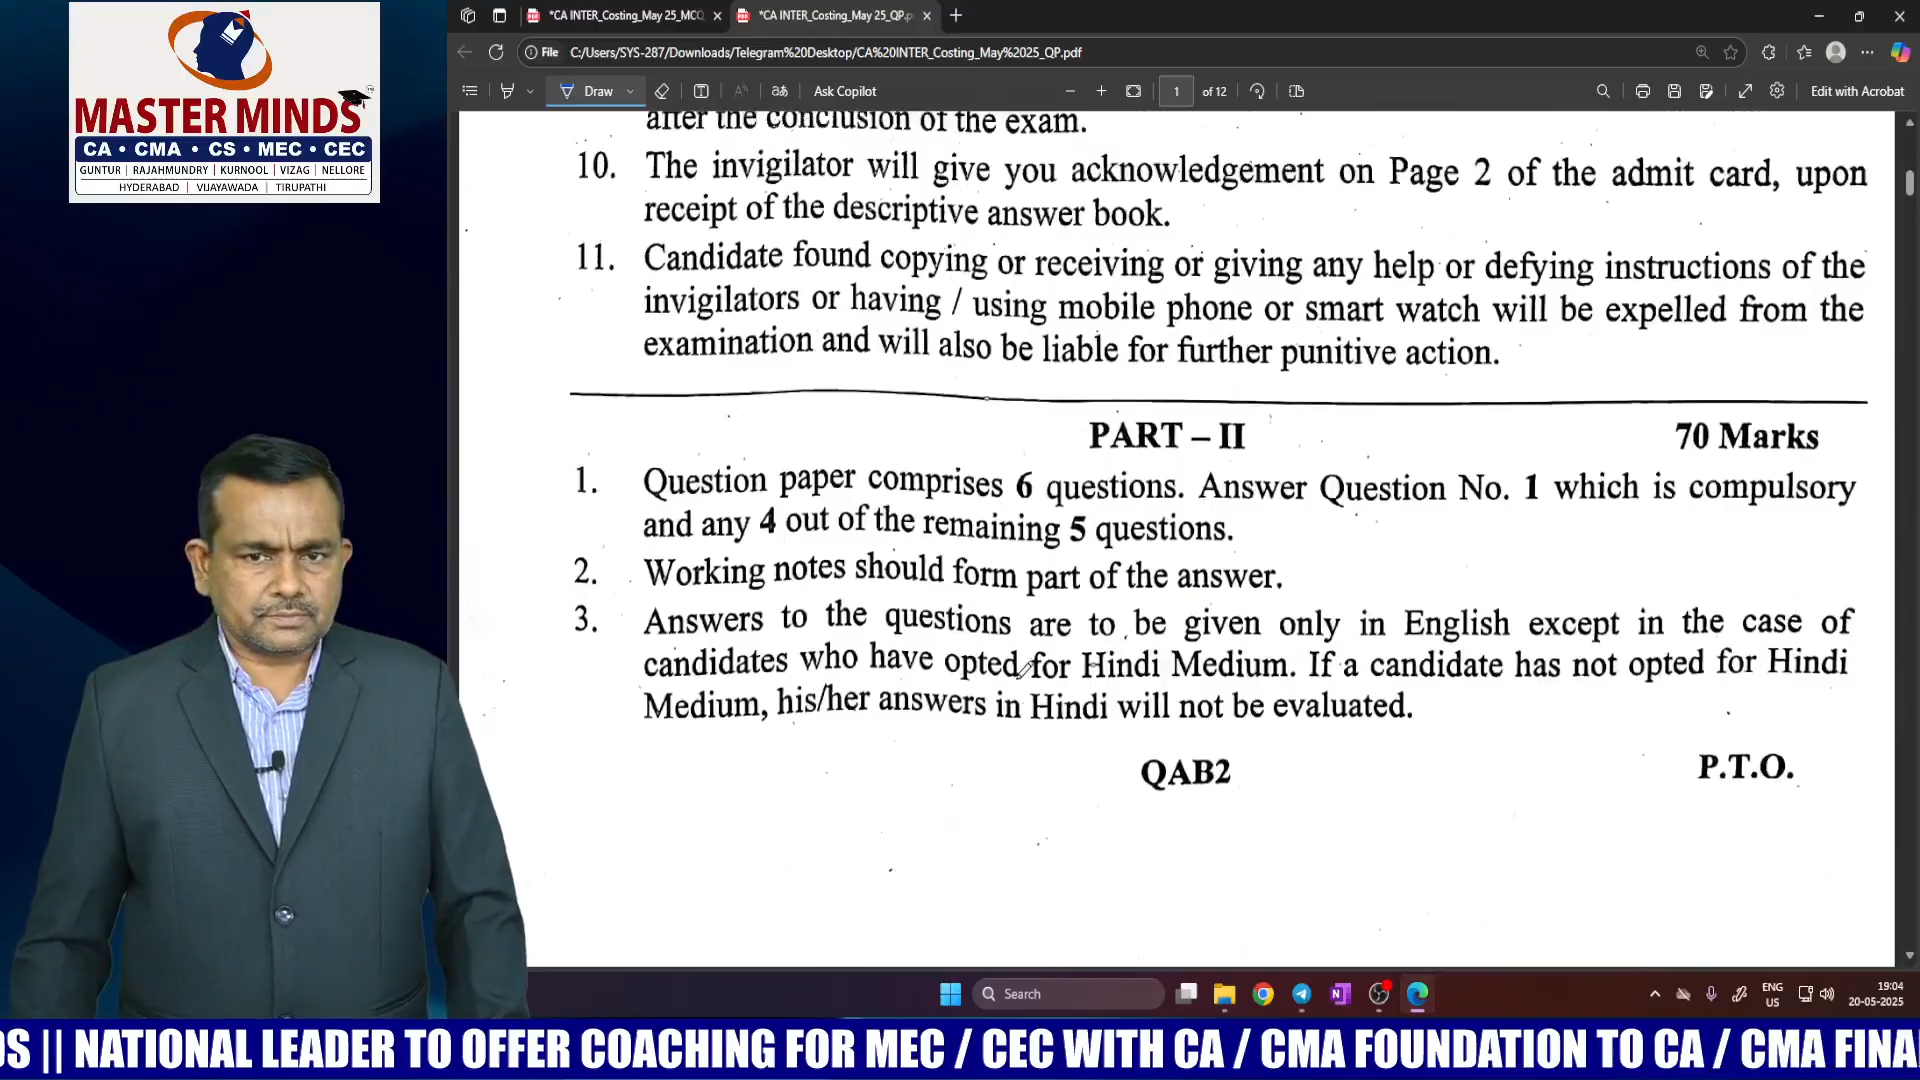 MASTER MINDS
CA • CMA • CS • MEC • CEC
GUNTUR | RAJAHMUNDRY | KURNOOL | VIZAG | NELLORE
HYDERABAD | VIJAYAWADA | TIRUPATHI
*CA INTER_Costing_May 25_MCQ
*CA INTER_Costing_May 25_QP.p
File C:/Users/SYS-287/Downloads/Telegram%20Desktop/CA%20INTER_Costing_May%2025_QP.pdf
Draw
Ask Copilot
1 of 12
Edit with Acrobat
after the conclusion of the exam.
10. The invigilator will give you acknowledgement on Page 2 of the admit card, upon
receipt of the descriptive answer book.
11. Candidate found copying or receiving or giving any help or defying instructions of the
invigilators or having / using mobile phone or smart watch will be expelled from the
examination and will also be liable for further punitive action.
PART – II 70 Marks
1. Question paper comprises 6 questions. Answer Question No. 1 which is compulsory
and any 4 out of the remaining 5 questions.
2. Working notes should form part of the answer.
3. Answers to the questions are to be given only in English except in the case of
candidates who have opted for Hindi Medium. If a candidate has not opted for Hindi
Medium, his/her answers in Hindi will not be evaluated.
QAB2 P.T.O.
Search
ENG
US
19:04
20-05-2025
DS || NATIONAL LEADER TO OFFER COACHING FOR MEC / CEC WITH CA / CMA FOUNDATION TO CA / CMA FINA